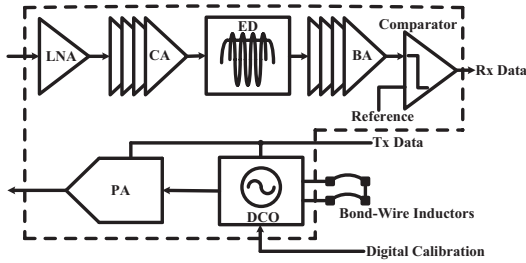 Comparator
ED
LNA
CA
BA
Rx Data
Reference
Tx Data
PA
DCO
Bond-Wire Inductors
Digital Calibration